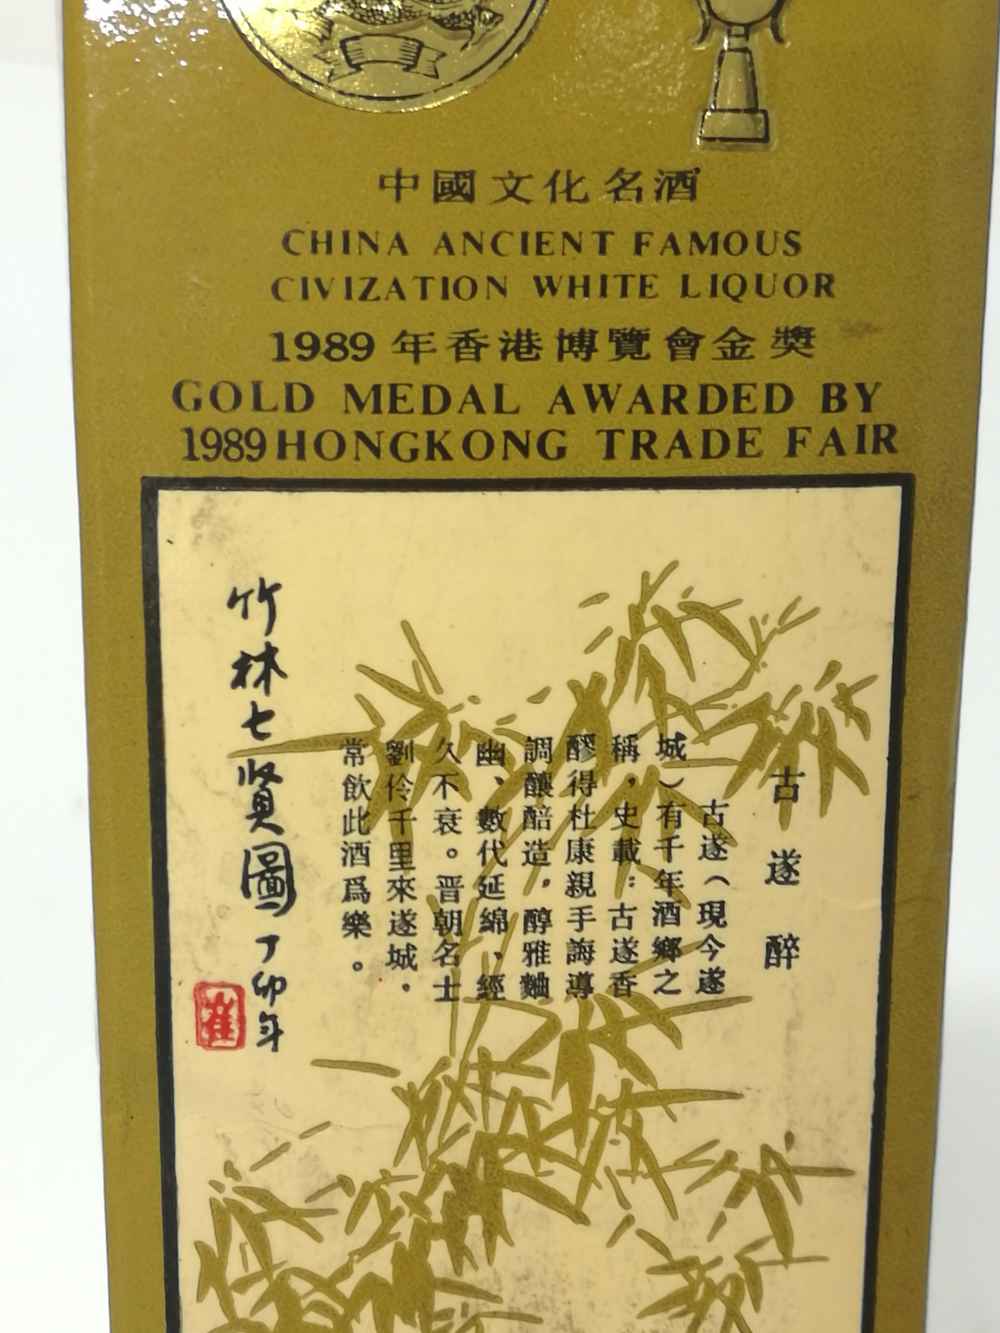 中國文化名酒
CHINA ANCIENT FAMOUS
CIVIZATION WHITE LIQUOR
1989年香港博覽會金獎
GOLD MEDAL AWARDED BY
1989 HONGKONG TRADE FAIR
古遂醉
古遂（現今遂
城）有千年酒鄉之
稱，史載：古遂香
醪得杜康親手誨導
調釀醅造，醇雅黜
幽、數代延綿、經
久不衰。晋朝名士
劉伶千里來遂城，
常飲此酒爲樂。
竹林七賢圖丁卯年
崔